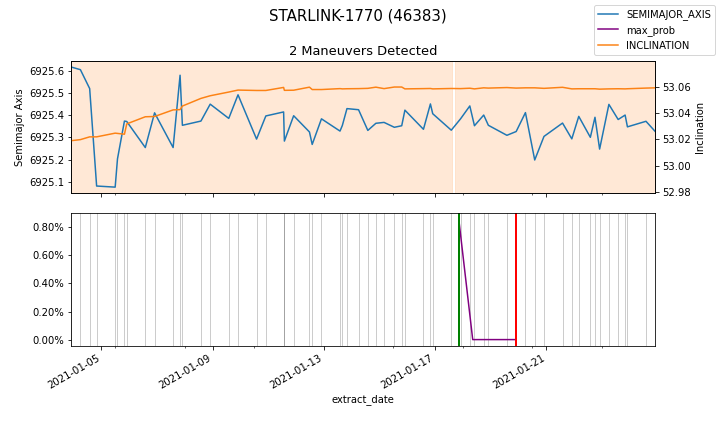 STARLINK-1770 (46383)
SEMIMAJOR_AXIS
max_prob
INCLINATION
2 Maneuvers Detected
Semimajor Axis
6925.6
6925.5
6925.4
6925.3
6925.2
6925.1
53.06
53.04
53.02
53.00
52.98
Inclination
0.80%
0.60%
0.40%
0.20%
0.00%
2021-01-05
2021-01-09
2021-01-13
2021-01-17
2021-01-21
extract_date